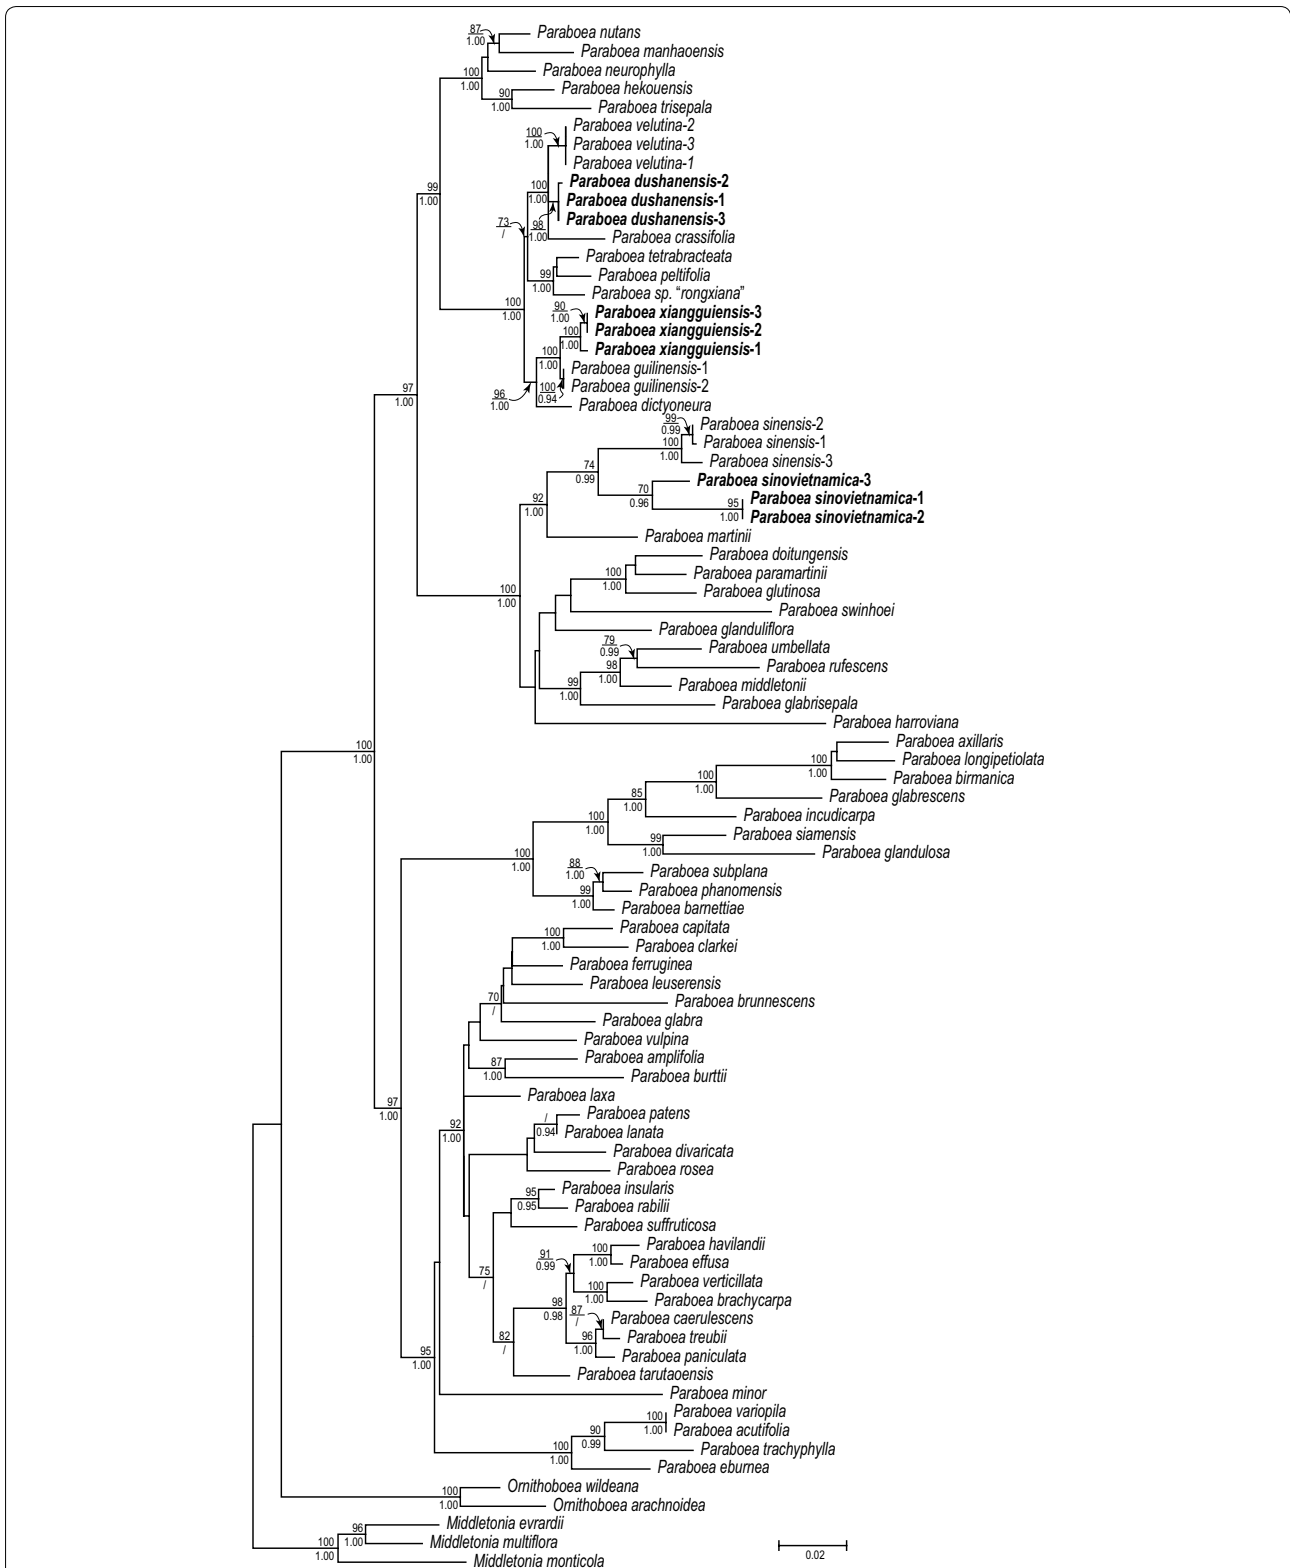 87
1.00
Paraboea nutans
Paraboea manhaoensis
100
1.00
Paraboea neurophylla
90
1.00
Paraboea hekouensis
Paraboea trisepala
99
1.00
100
1.00
Paraboea velutina-2
Paraboea velutina-3
Paraboea velutina-1
100
1.00
Paraboea dushanensis-2
Paraboea dushanensis-1
98
1.00
Paraboea dushanensis-3
73
/
Paraboea crassifolia
Paraboea tetrabracteata
99
1.00
Paraboea peltifolia
Paraboea sp. “rongxiana”
100
1.00
90
1.00
Paraboea xiangguiensis-3
Paraboea xiangguiensis-2
100
1.00
Paraboea xiangguiensis-1
100
1.00
Paraboea guilinensis-1
100
0.94
Paraboea guilinensis-2
96
1.00
Paraboea dictyoneura
97
1.00
99
0.99
Paraboea sinensis-2
100
1.00
Paraboea sinensis-1
Paraboea sinensis-3
74
0.99
Paraboea sinovietnamica-3
70
0.96
95
1.00
Paraboea sinovietnamica-1
Paraboea sinovietnamica-2
92
1.00
Paraboea martinii
Paraboea doitungensis
100
1.00
Paraboea paramartinii
Paraboea glutinosa
100
1.00
Paraboea swinhoei
Paraboea glanduliflora
79
0.99
Paraboea umbellata
98
1.00
Paraboea rufescens
Paraboea middletonii
99
1.00
Paraboea glabrisepala
Paraboea harroviana
100
1.00
Paraboea axillaris
100
1.00
Paraboea longipetiolata
Paraboea birmanica
100
1.00
Paraboea glabrescens
85
1.00
Paraboea incudicarpa
100
1.00
Paraboea siamensis
99
1.00
Paraboea glandulosa
100
1.00
88
1.00
Paraboea subplana
99
1.00
Paraboea phanomensis
Paraboea barnettiae
100
1.00
Paraboea capitata
Paraboea clarkei
Paraboea ferruginea
Paraboea leuserensis
70
/
Paraboea brunnescens
Paraboea glabra
Paraboea vulpina
87
1.00
Paraboea amplifolia
Paraboea burttii
97
1.00
Paraboea laxa
92
1.00
/
0.94
Paraboea patens
Paraboea lanata
Paraboea divaricata
Paraboea rosea
95
0.95
Paraboea insularis
Paraboea rabilii
Paraboea suffruticosa
75
/
91
0.99
100
1.00
Paraboea havilandii
Paraboea effusa
100
1.00
Paraboea verticillata
Paraboea brachycarpa
98
0.98
87
/
Paraboea caerulescens
Paraboea treubii
96
1.00
Paraboea paniculata
82
/
Paraboea tarutaoensis
95
1.00
Paraboea minor
100
1.00
Paraboea variopila
Paraboea acutifolia
90
0.99
Paraboea trachyphylla
100
1.00
Paraboea eburnea
100
1.00
Ornithoboea wildeana
Ornithoboea arachnoidea
96
1.00
Middletonia evrardii
Middletonia multiflora
100
1.00
Middletonia monticola
0.02